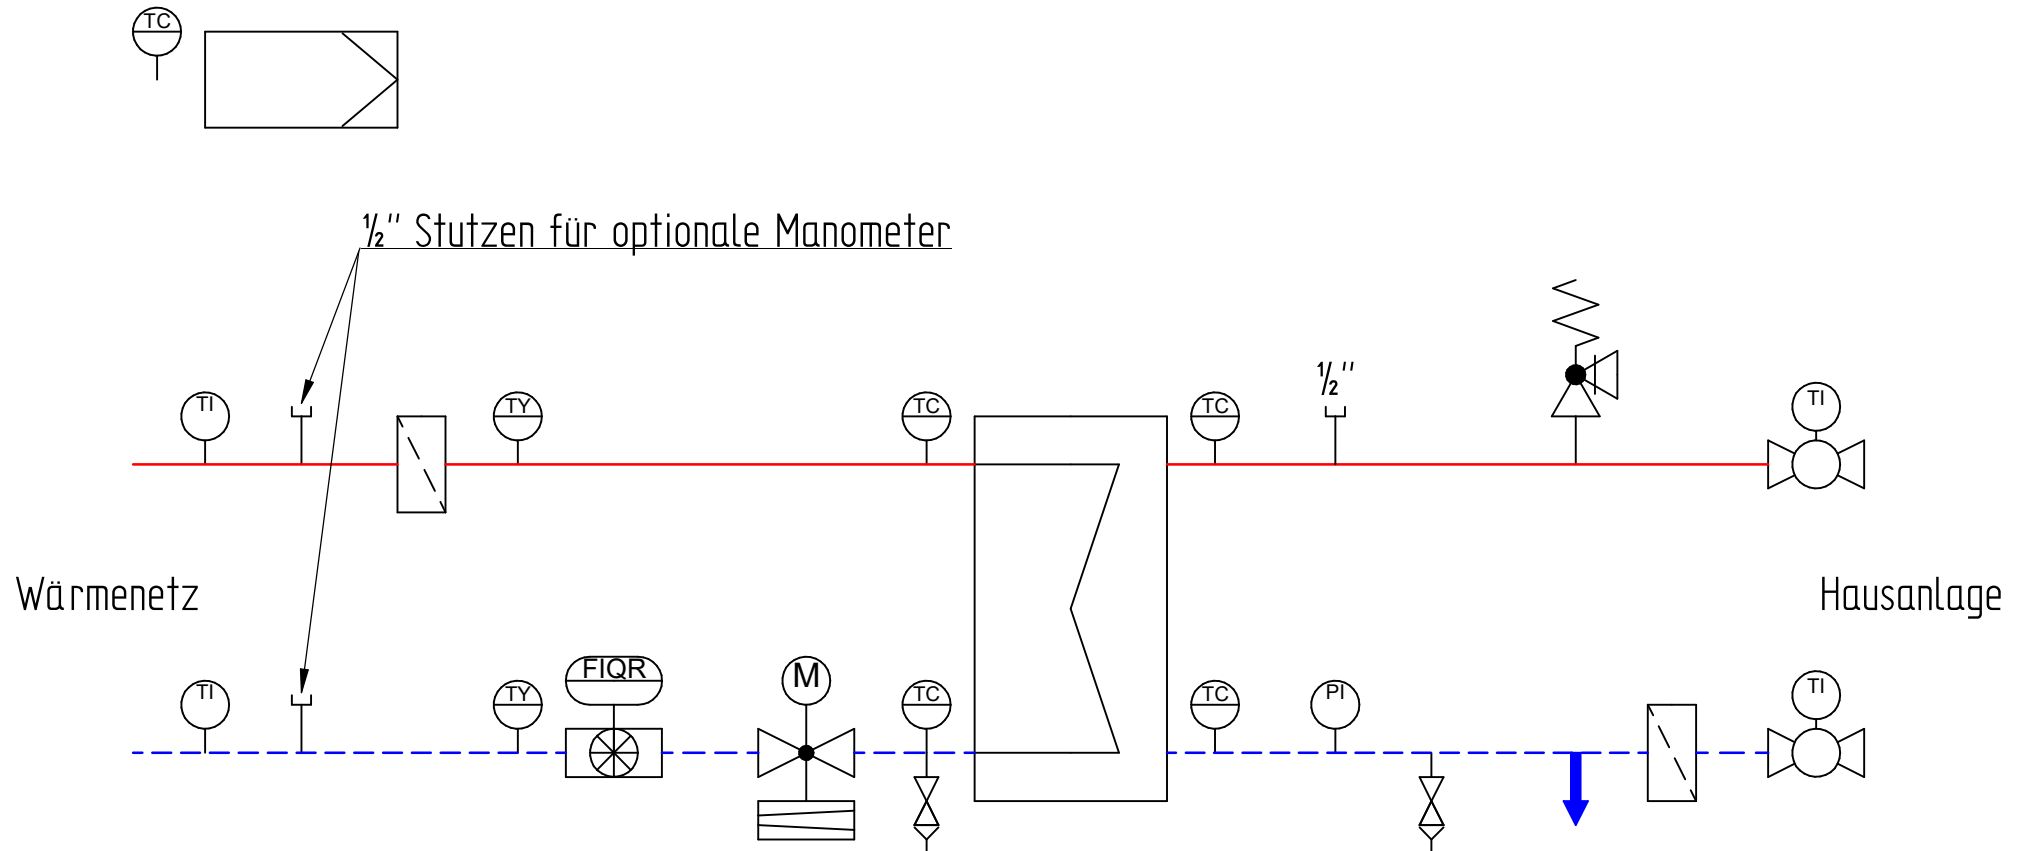 TC
½" Stutzen für optionale Manometer
½"
TI
TY
TC
TC
TI
Wärmenetz
Hausanlage
TI
TY
FIQR
M
TC
TC
PI
TI